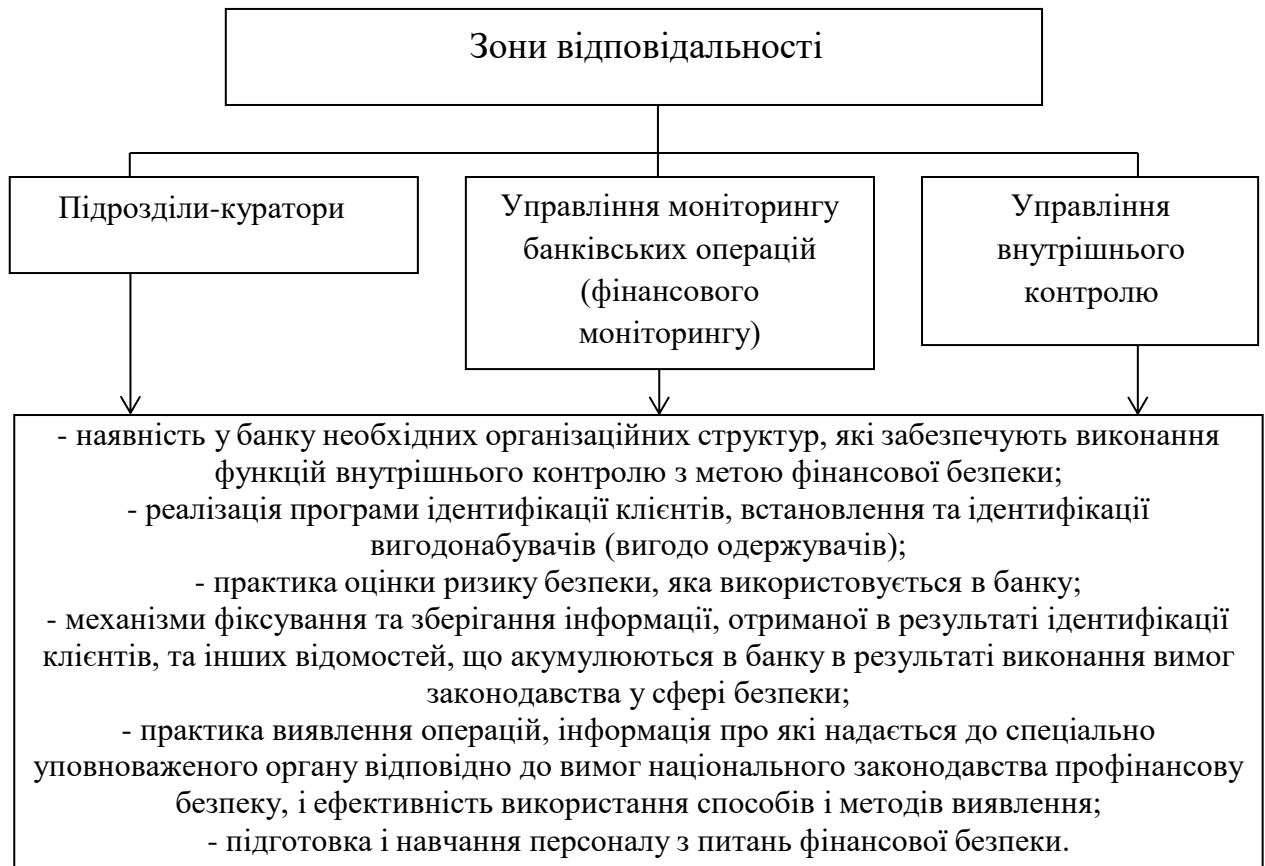 Зони відповідальності
Підрозділи-куратори
Управління моніторингу
банківських операцій
(фінансового
моніторингу)
Управління
внутрішнього
контролю
- наявність у банку необхідних організаційних структур, які забезпечують виконання
функцій внутрішнього контролю з метою фінансової безпеки;
- реалізація програми ідентифікації клієнтів, встановлення та ідентифікації
вигодонабувачів (вигодо одержувачів);
- практика оцінки ризику безпеки, яка використовується в банку;
- механізми фіксування та зберігання інформації, отриманої в результаті ідентифікації
клієнтів, та інших відомостей, що акумулюються в банку в результаті виконання вимог
законодавства у сфері безпеки;
- практика виявлення операцій, інформація про які надається до спеціально
уповноваженого органу відповідно до вимог національного законодавства профінансову
безпеку, і ефективність використання способів і методів виявлення;
- підготовка і навчання персоналу з питань фінансової безпеки.